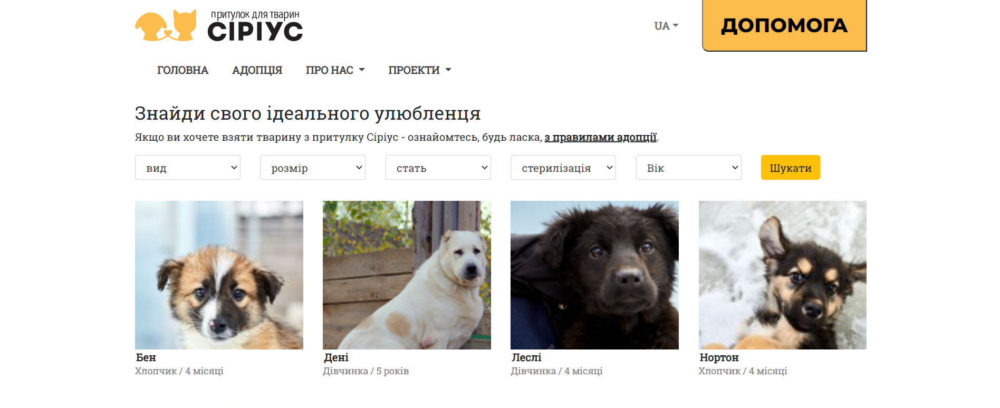 притулок для тварин
СІРІУС
UA
ДОПОМОГА
ГОЛОВНА АДОПЦІЯ ПРО НАС ПРОЕКТИ
Знайди свого ідеального улюбленця
Якщо ви хочете взяти тварину з притулку Сіріус - ознайомтесь, будь ласка, з правилами адопції.
вид розмір стать стерилізація Вік Шукати
Бен Дені Леслі Нортон
Хлопчик / 4 місяці Дівчинка / 5 років Дівчинка / 4 місяці Хлопчик / 4 місяці